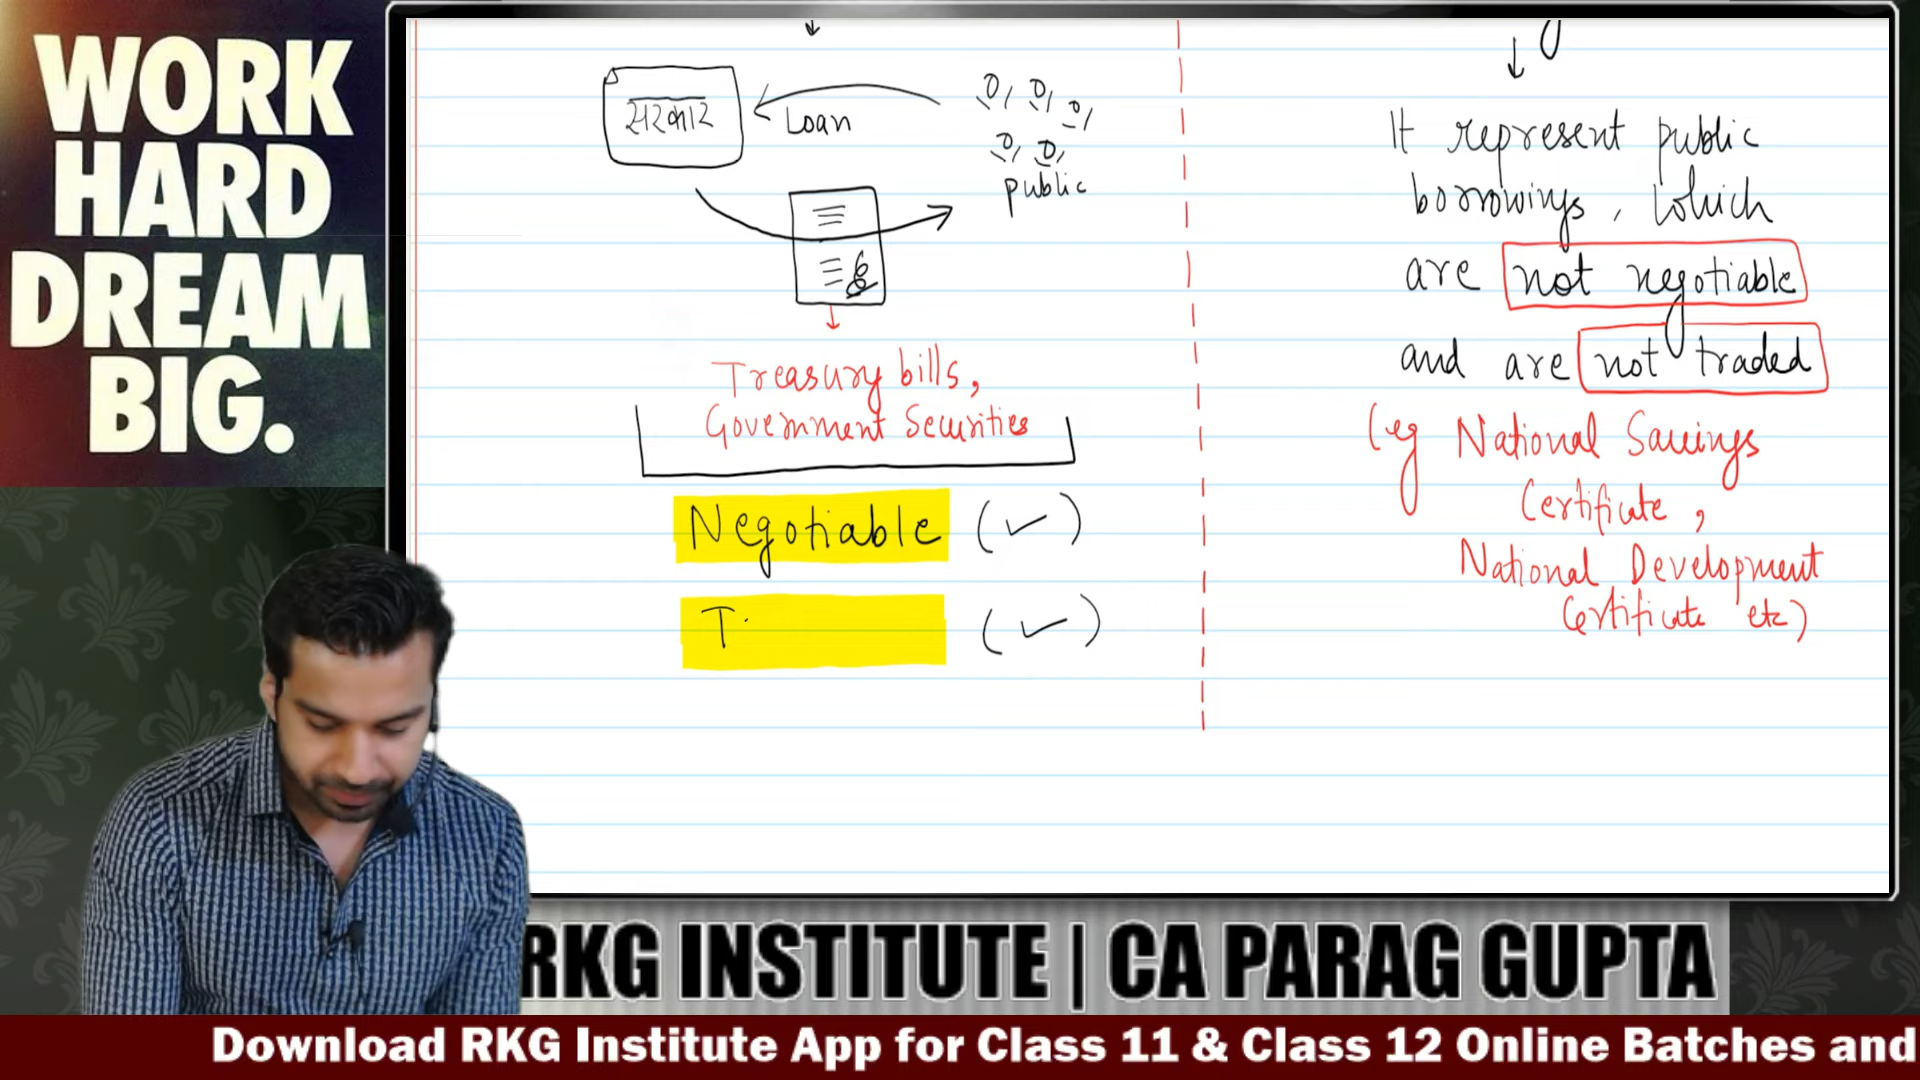 WORK
HARD
DREAM
BIG.
सरकार
Loan
public
Treasury bills,
Government Securities
Negotiable (✓)
T (✓)
It represent public
borrowings, which
are not negotiable
and are not traded
(eg National Savings
Certificate,
National Development
Certificate etc)
RKG INSTITUTE | CA PARAG GUPTA
Download RKG Institute App for Class 11 & Class 12 Online Batches and